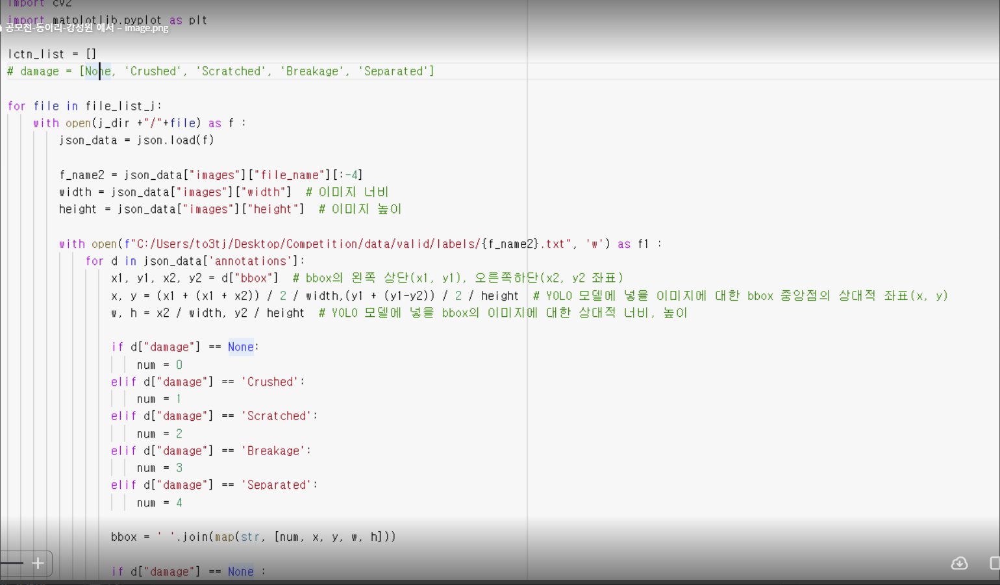 import cv2
import matplotlib.pyplot as plt
공모전-동아리-강성원 에서 – image.png
lctn_list = []
# damage = [None, 'Crushed', 'Scratched', 'Breakage', 'Separated']
for file in file_list_j:
with open(j_dir +"/"+file) as f :
json_data = json.load(f)
f_name2 = json_data["images"]["file_name"][:-4]
width = json_data["images"]["width"]  # 이미지 너비
height = json_data["images"]["height"]  # 이미지 높이
with open(f"C:/Users/to3tj/Desktop/Competition/data/valid/labels/{f_name2}.txt", 'w') as f1 :
for d in json_data['annotations']:
x1, y1, x2, y2 = d["bbox"]  # bbox의 왼쪽 상단(x1, y1), 오른쪽하단(x2, y2 좌표)
x, y = (x1 + (x1 + x2)) / 2 / width,(y1 + (y1-y2)) / 2 / height  # YOLO 모델에 넣을 이미지에 대한 bbox 중앙점의 상대적 좌표(x, y)
w, h = x2 / width, y2 / height  # YOLO 모델에 넣을 bbox의 이미지에 대한 상대적 너비, 높이
if d["damage"] == None:
num = 0
elif d["damage"] == 'Crushed':
num = 1
elif d["damage"] == 'Scratched':
num = 2
elif d["damage"] == 'Breakage':
num = 3
elif d["damage"] == 'Separated':
num = 4
bbox = ' '.join(map(str, [num, x, y, w, h]))
if d["damage"] == None :